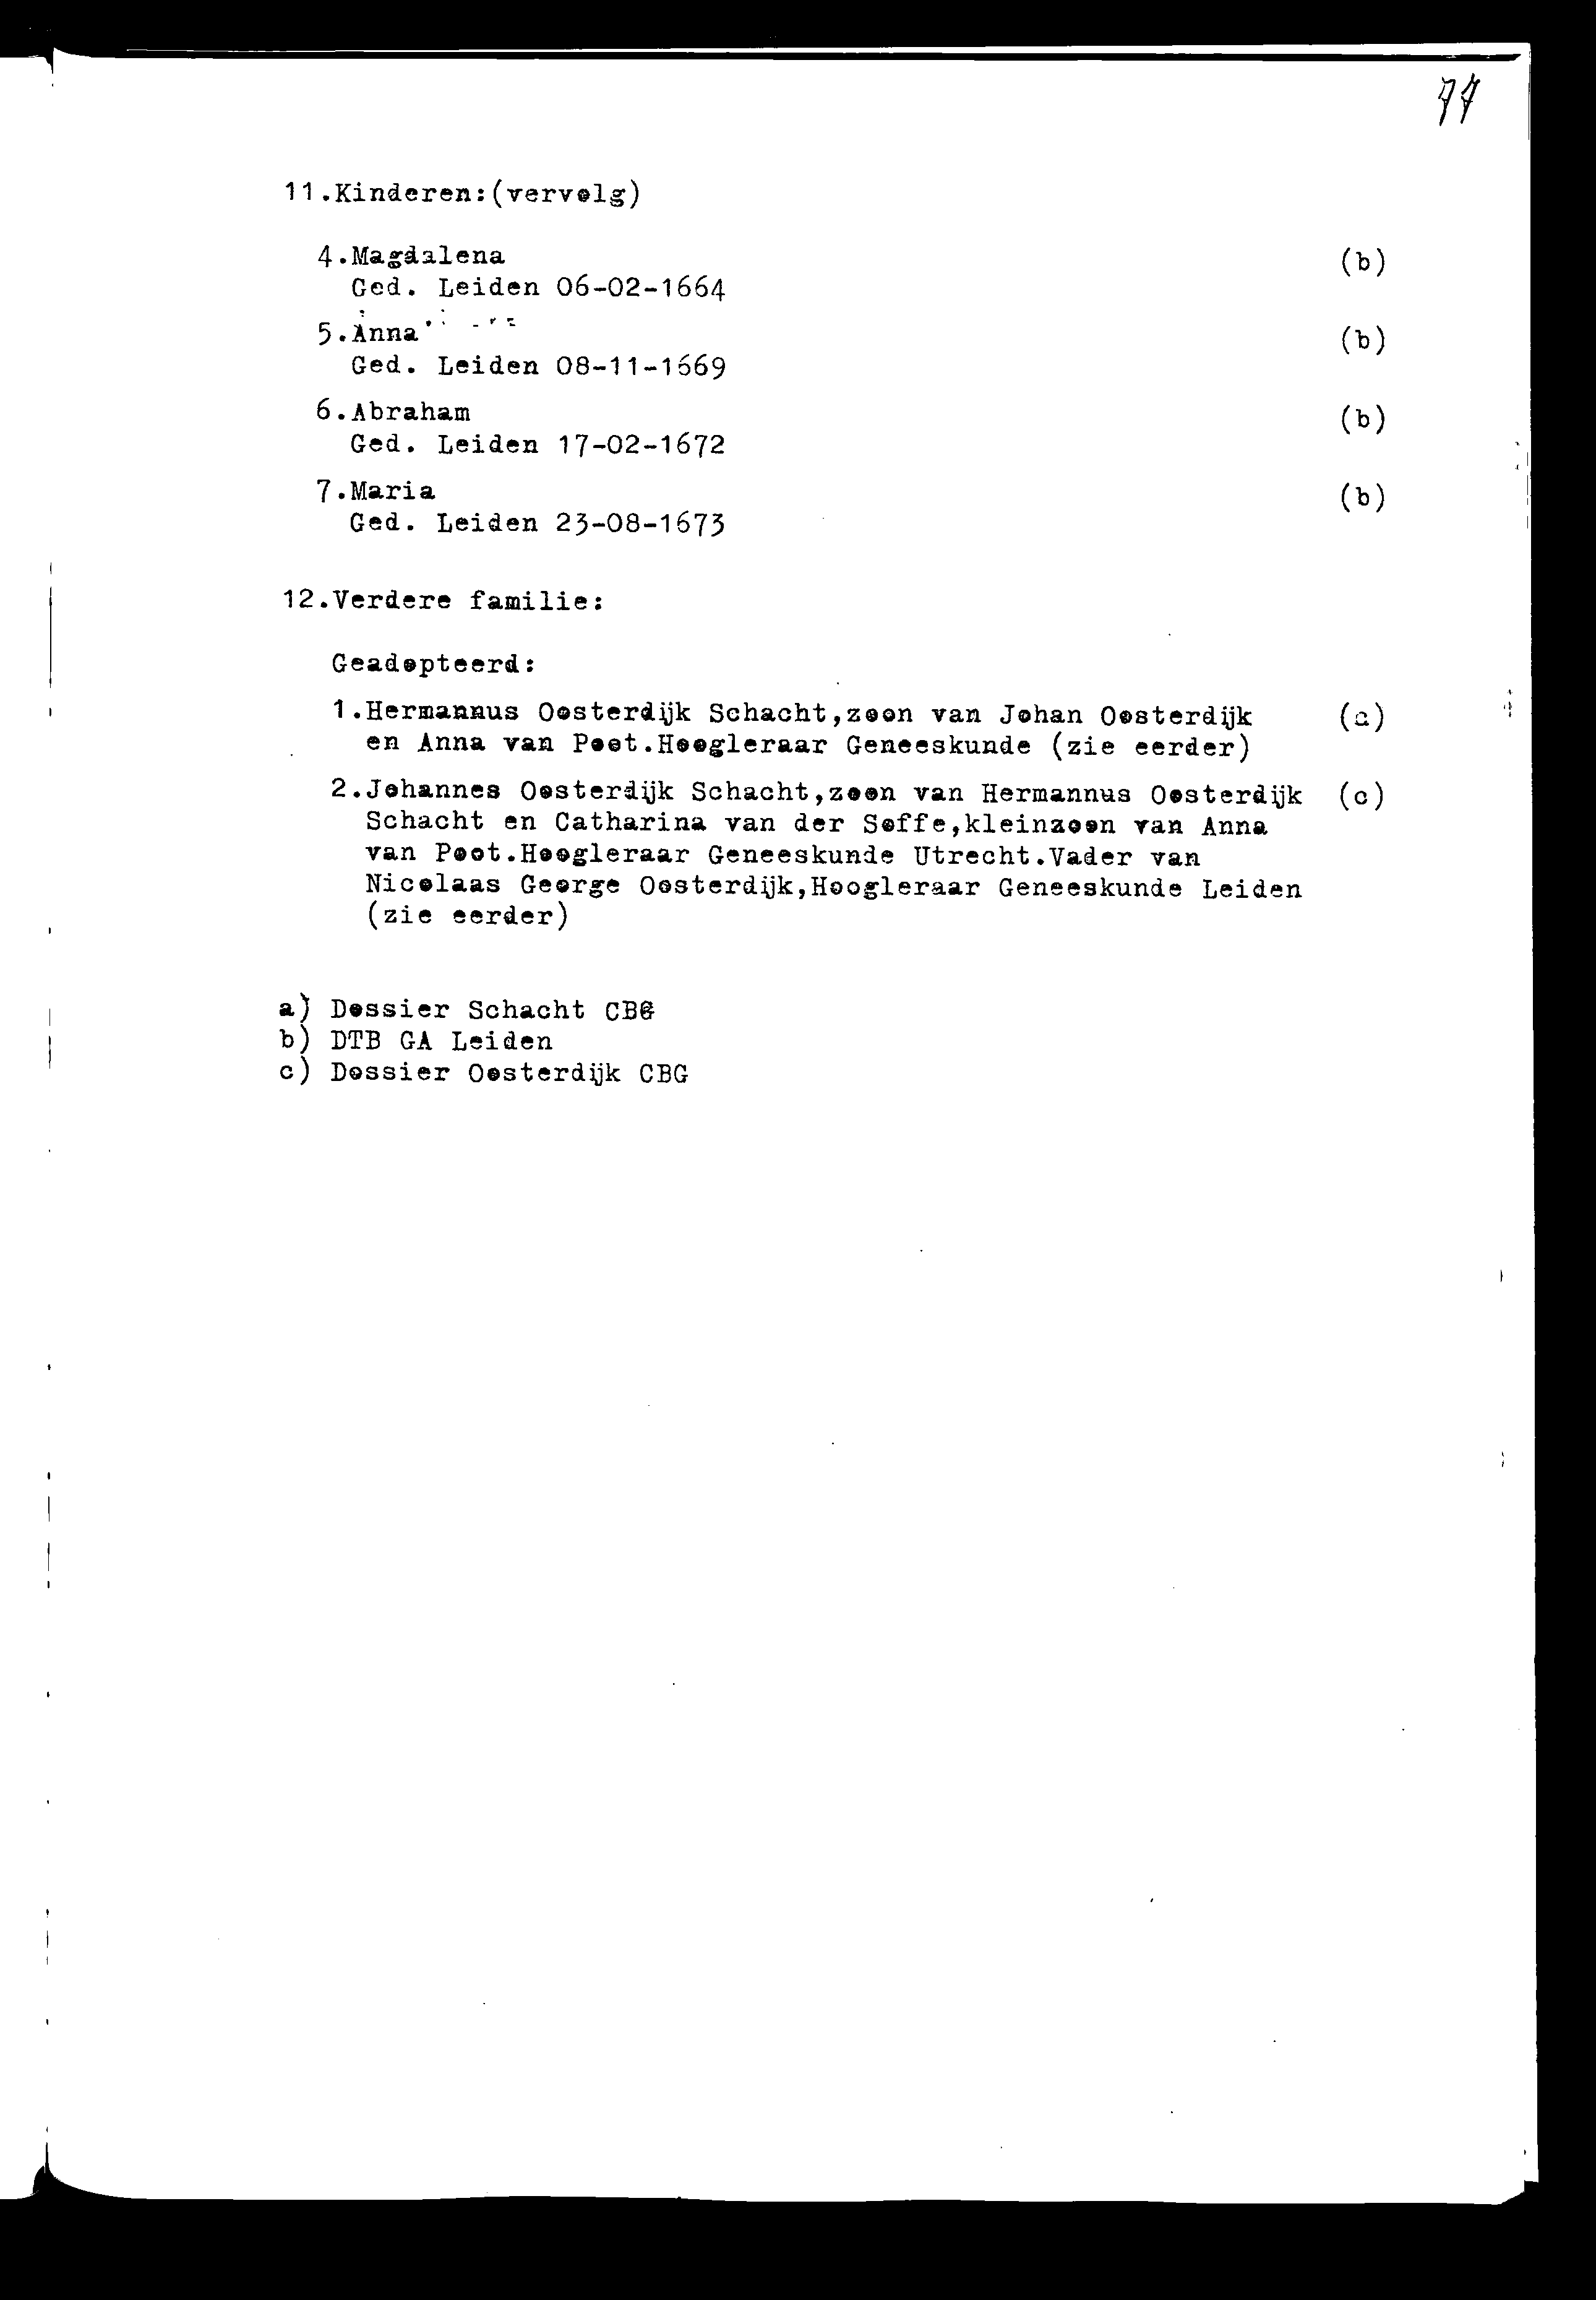 77
11.Kinderen:(vervolg)
4.Magdalena (b)
Ged. Leiden 06-02-1664
5.Anna (b)
Ged. Leiden 08-11-1669
6.Abraham (b)
Ged. Leiden 17-02-1672
7.Maria (b)
Ged. Leiden 23-08-1673
12.Verdere familie:
Geadopteerd:
1.Hermannus Oosterdijk Schacht,zoon van Johan Oosterdijk (a)
en Anna van Poot.Hoogleraar Geneeskunde (zie eerder)
2.Johannes Oosterdijk Schacht,zoon van Hermannus Oosterdijk (c)
Schacht en Catharina van der Soffe,kleinzoon van Anna
van Poot.Hoogleraar Geneeskunde Utrecht.Vader van
Nicolaas George Oosterdijk,Hoogleraar Geneeskunde Leiden
(zie eerder)
a) Dossier Schacht CBG
b) DTB GA Leiden
c) Dossier Oosterdijk CBG